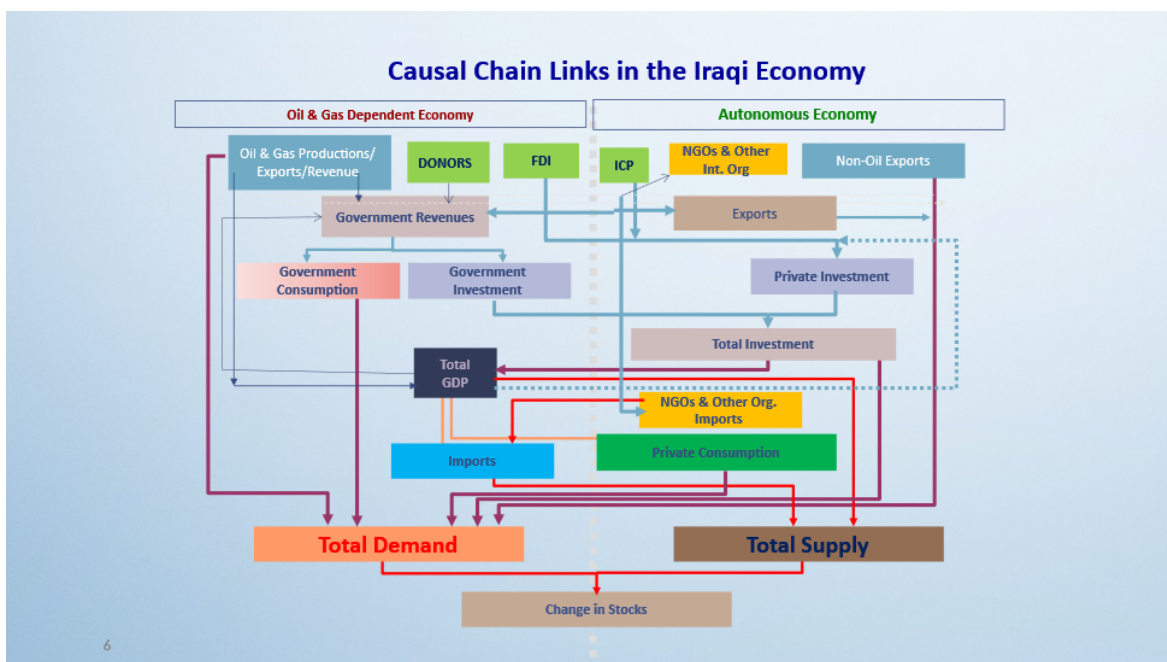 Causal Chain Links in the Iraqi Economy
Oil & Gas Dependent Economy
Autonomous Economy
Oil & Gas Productions/
Exports/Revenue
DONORS
FDI
ICP
NGOs & Other
Int. Org
Non-Oil Exports
Government Revenues
Exports
Government
Consumption
Government
Investment
Private Investment
Total Investment
Total
GDP
NGOs & Other Org.
Imports
Imports
Private Consumption
Total Demand
Total Supply
Change in Stocks
6